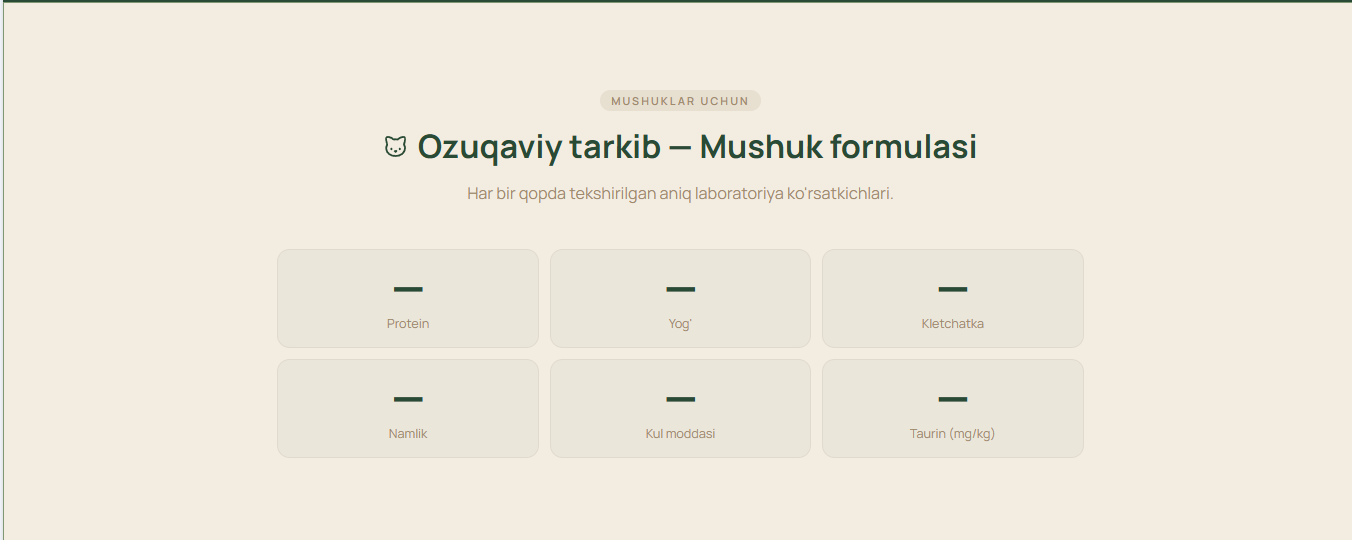 MUSHUKLAR UCHUN
Ozuqaviy tarkib — Mushuk formulasi
Har bir qopda tekshirilgan aniq laboratoriya ko'rsatkichlari.
— — —
Protein Yog' Kletchatka
— — —
Namlik Kul moddasi Taurin (mg/kg)